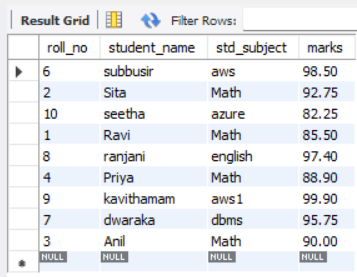 Result Grid Filter Rows:
roll_no student_name std_subject marks
6 subbusir aws 98.50
2 Sita Math 92.75
10 seetha azure 82.25
1 Ravi Math 85.50
8 ranjani english 97.40
4 Priya Math 88.90
9 kavithamam aws1 99.90
7 dwaraka dbms 95.75
3 Anil Math 90.00
NULL NULL NULL NULL